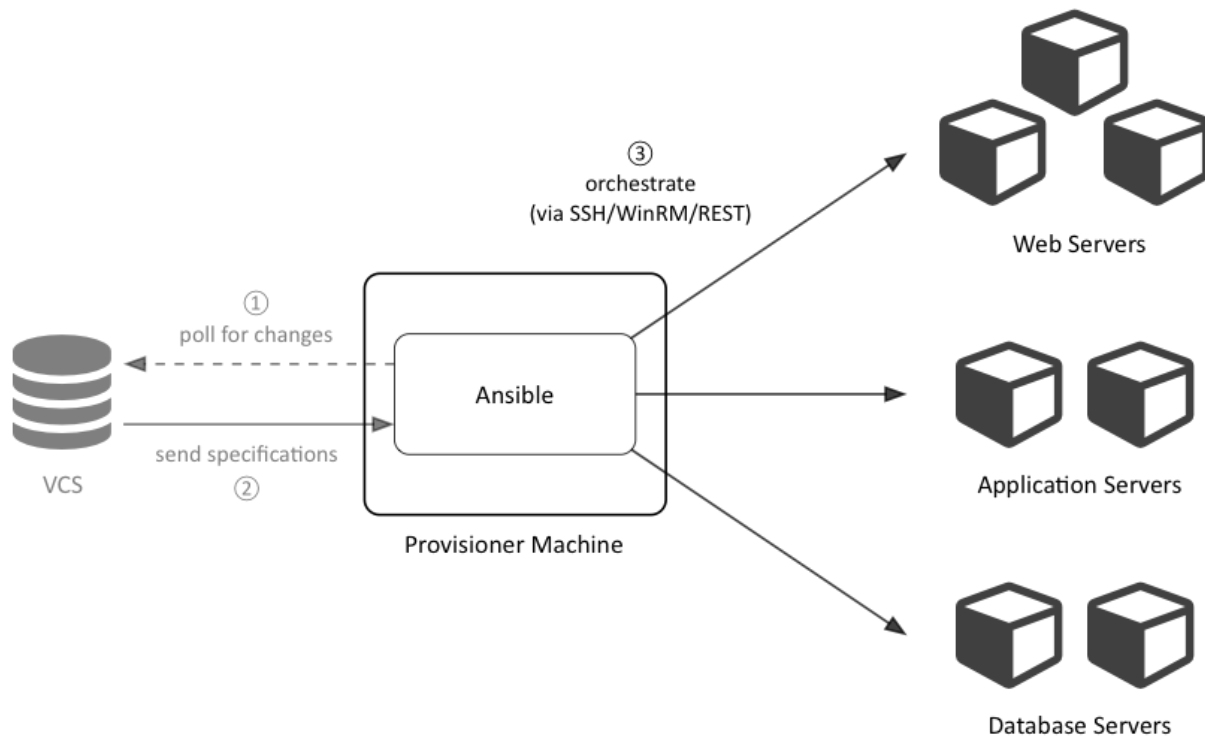 ③
orchestrate
(via SSH/WinRM/REST)
Web Servers
①
poll for changes
Ansible
send specifications
②
VCS
Application Servers
Provisioner Machine
Database Servers